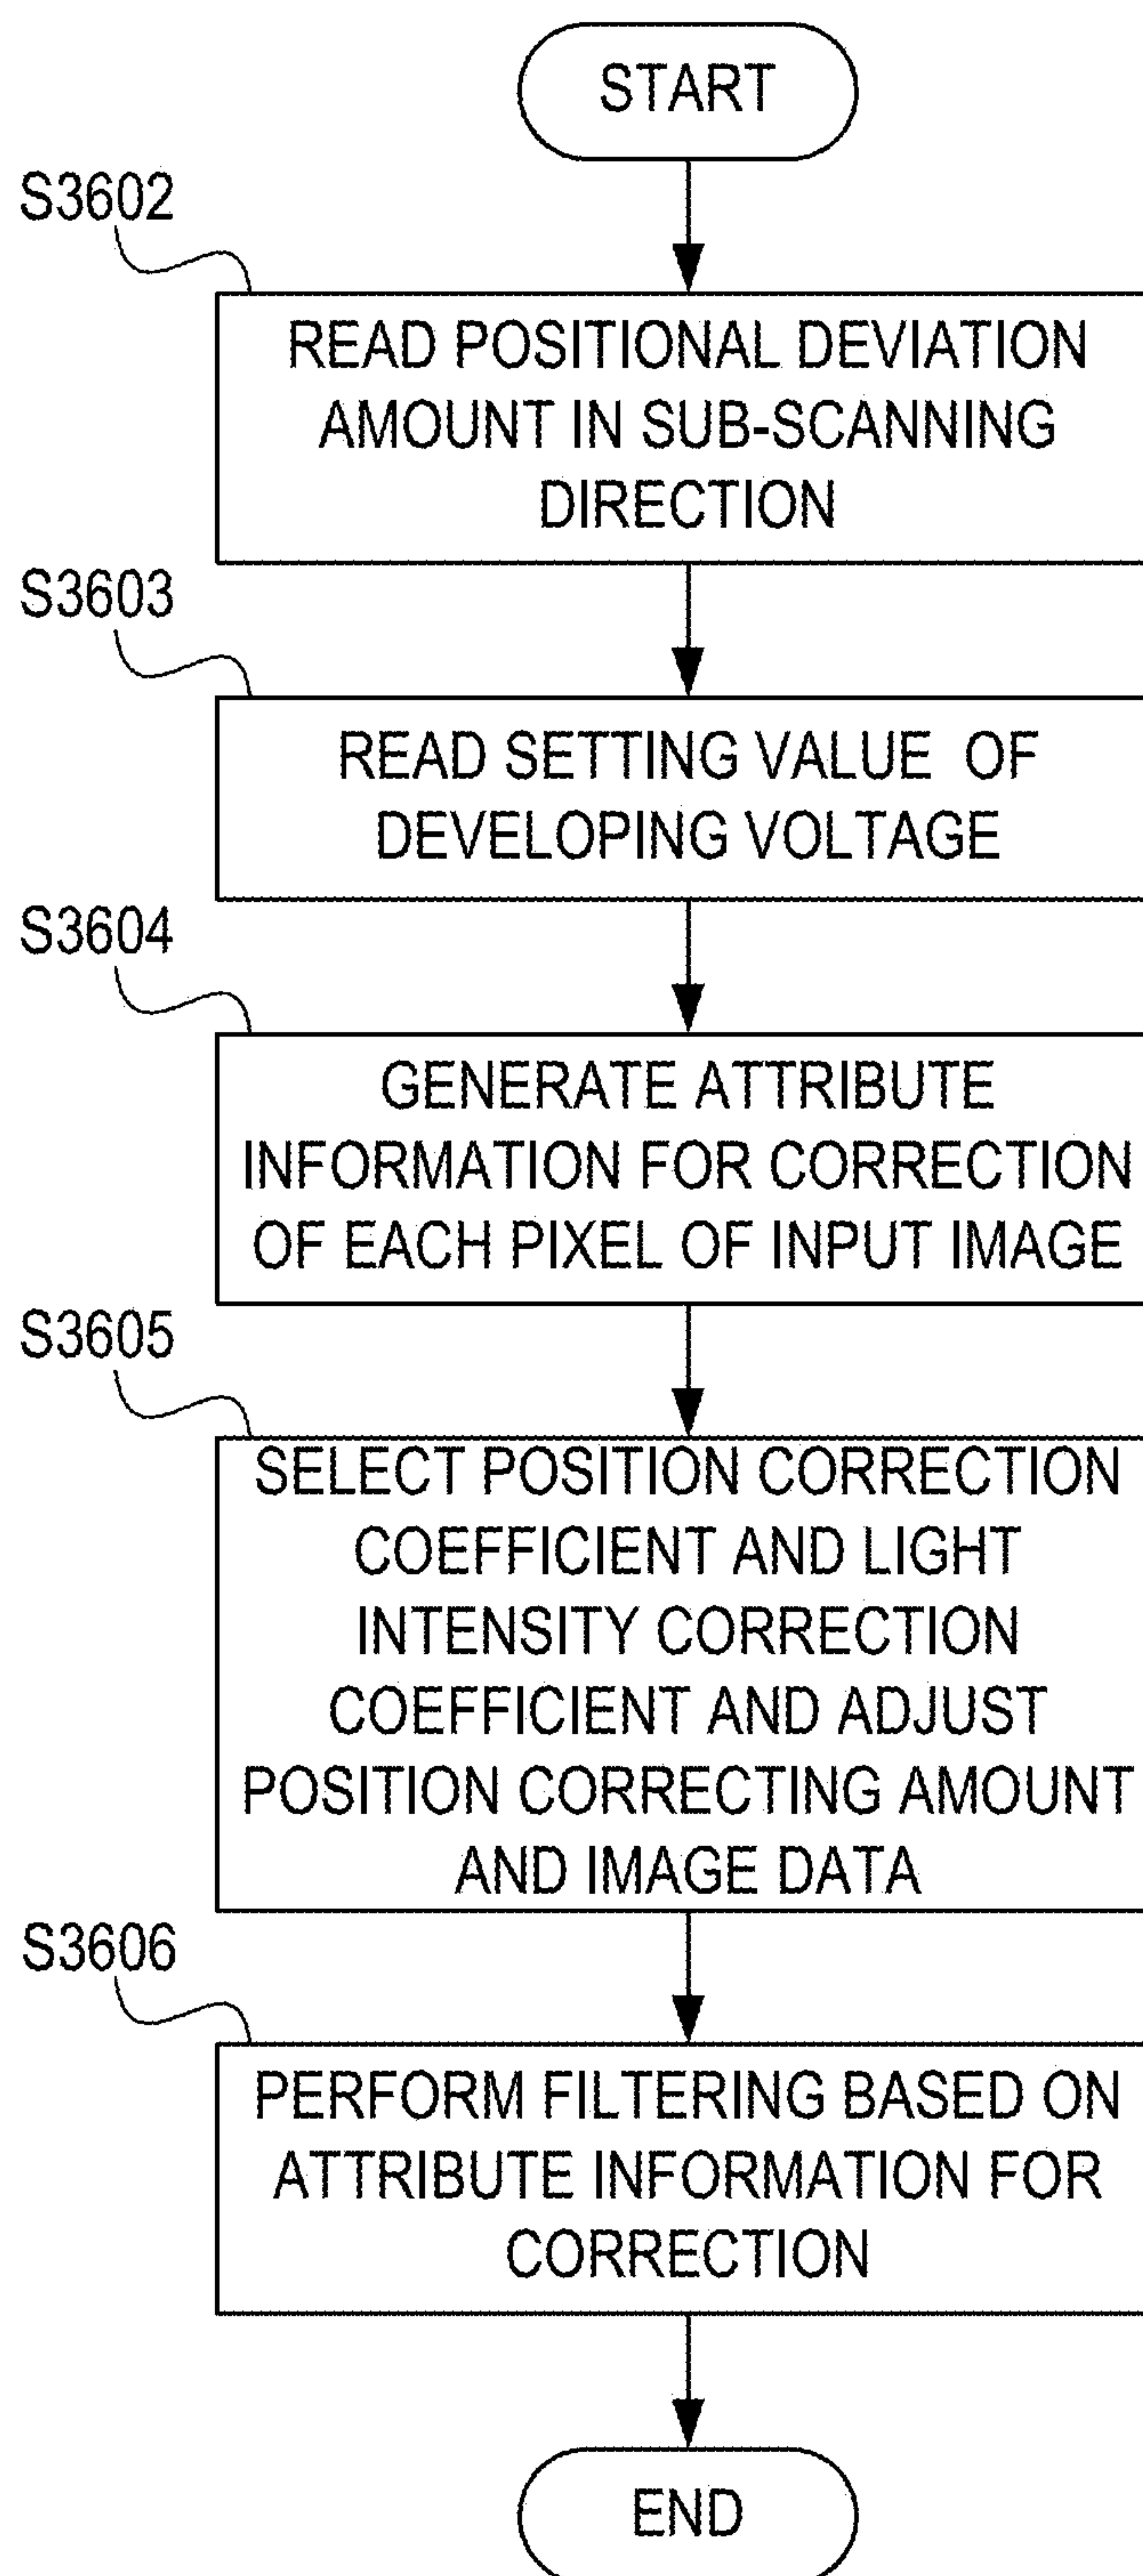 START
S3602
READ POSITIONAL DEVIATION
AMOUNT IN SUB-SCANNING
DIRECTION
S3603
READ SETTING VALUE OF
DEVELOPING VOLTAGE
S3604
GENERATE ATTRIBUTE
INFORMATION FOR CORRECTION
OF EACH PIXEL OF INPUT IMAGE
S3605
SELECT POSITION CORRECTION
COEFFICIENT AND LIGHT
INTENSITY CORRECTION
COEFFICIENT AND ADJUST
POSITION CORRECTING AMOUNT
AND IMAGE DATA
S3606
PERFORM FILTERING BASED ON
ATTRIBUTE INFORMATION FOR
CORRECTION
END